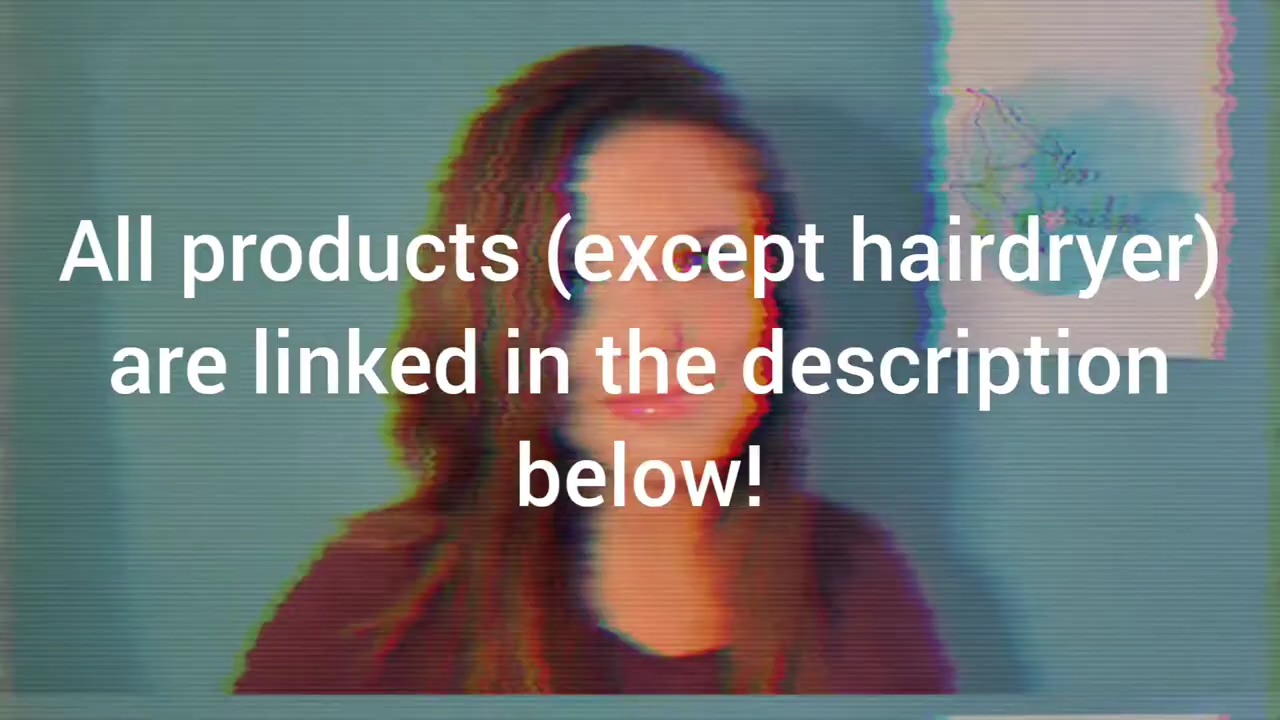 All products (except hairdryer)
are linked in the description
below!